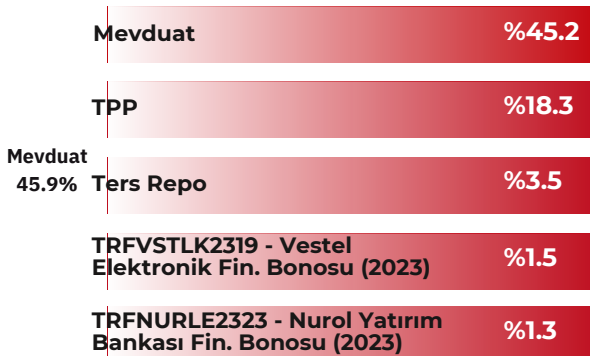 Mevduat %45.2
TPP %18.3
Mevduat
45.9%
Ters Repo %3.5
TRFVSTLK2319 - Vestel
Elektronik Fin. Bonosu (2023)
%1.5
TRFNURLE2323 - Nurol Yatırım
Bankası Fin. Bonosu (2023)
%1.3